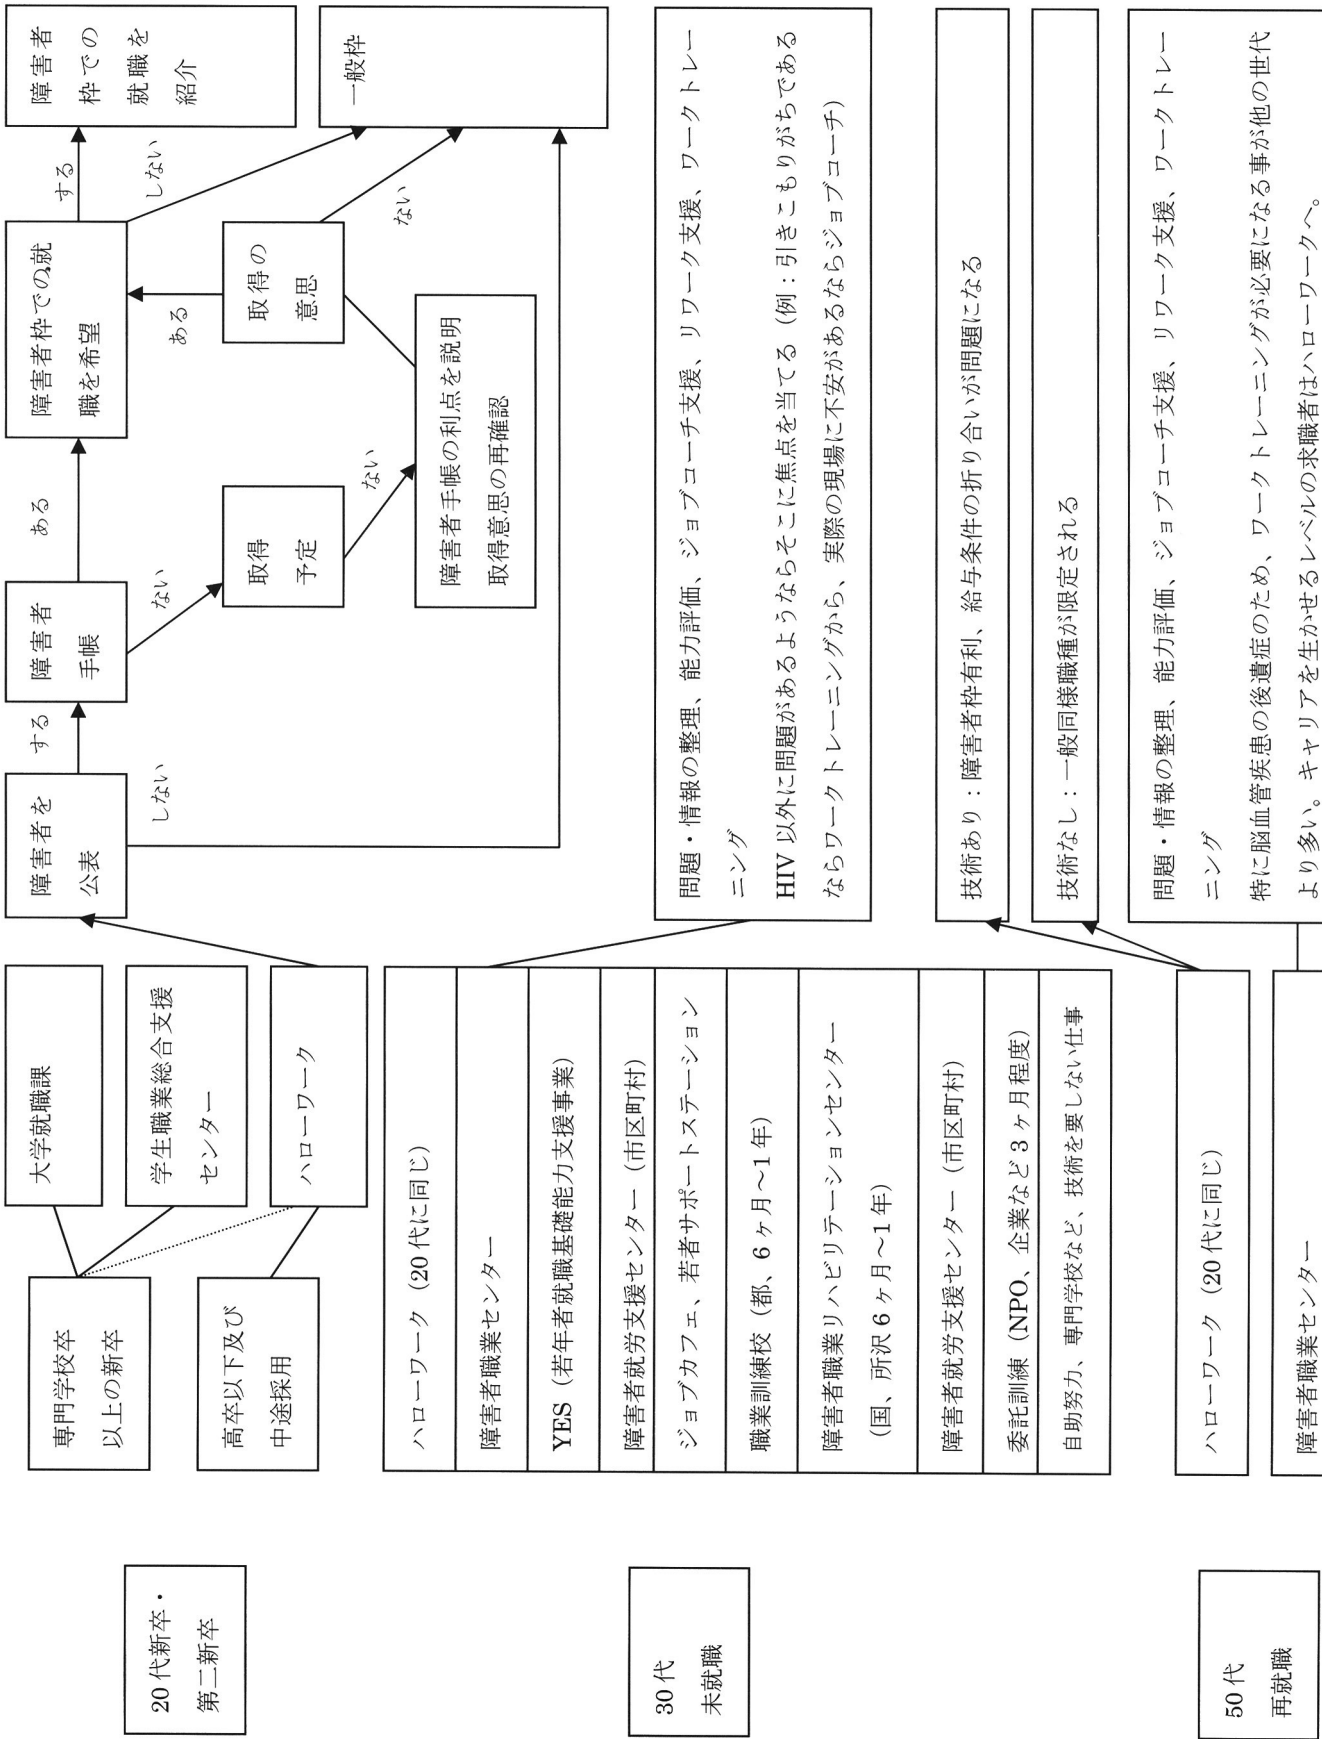 20代新卒・
第二新卒
専門学校卒
以上の新卒
高卒以下及び
中途採用
大学就職課
学生職業総合支援
センター
ハローワーク
障害者を
公表
する
しない
障害者
手帳
ある
ない
取得
予定
ない
障害者手帳の利点を説明
取得意思の再確認
取得の
意思
ある
ない
障害者枠での就
職を希望
する
しない
障害者
枠での
就職を
紹介
一般枠
30代
未就職
ハローワーク（20代に同じ）
障害者職業センター
YES（若年者就職基礎能力支援事業）
障害者就労支援センター（市区町村）
ジョブカフェ、若者サポートステーション
職業訓練校（都、6ヶ月～1年）
障害者職業リハビリテーションセンター
（国、所沢6ヶ月～1年）
障害者就労支援センター（市区町村）
委託訓練（NPO、企業など3ヶ月程度）
自助努力、専門学校など、技術を要しない仕事
問題・情報の整理、能力評価、ジョブコーチ支援、リワーク支援、ワークトレー
ニング
HIV以外に問題があるようならそこに焦点を当てる（例：引きこもりがちである
ならワークトレーニングから、実際の現場に不安があるならジョブコーチ）
50代
再就職
ハローワーク（20代に同じ）
障害者職業センター
技術あり：障害者枠有利、給与条件の折り合いが問題になる
技術なし：一般同様職種が限定される
問題・情報の整理、能力評価、ジョブコーチ支援、リワーク支援、ワークトレー
ニング
特に脳血管疾患の後遺症のため、ワークトレーニングが必要になる事が他の世代
より多い。キャリアを生かせるレベルの求職者はハローワークへ。